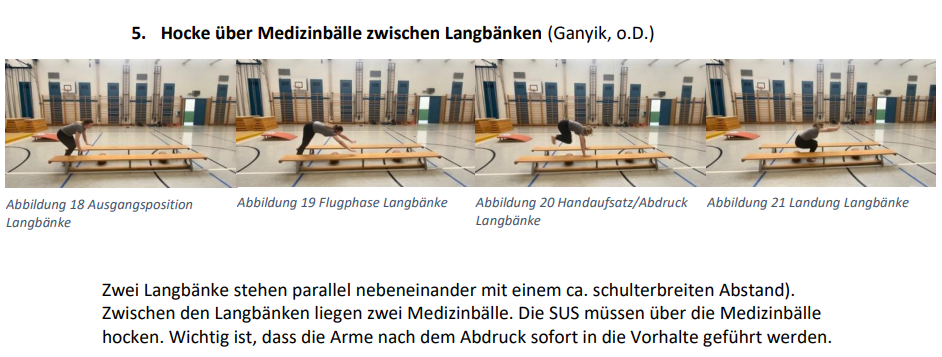 5. Hocke über Medizinbälle zwischen Langbänken (Ganyik, o.D.)
Abbildung 18 Ausgangsposition
Langbänke
Abbildung 19 Flugphase Langbänke
Abbildung 20 Handaufsatz/Abdruck
Langbänke
Abbildung 21 Landung Langbänke
Zwei Langbänke stehen parallel nebeneinander mit einem ca. schulterbreiten Abstand).
Zwischen den Langbänken liegen zwei Medizinbälle. Die SUS müssen über die Medizinbälle
hocken. Wichtig ist, dass die Arme nach dem Abdruck sofort in die Vorhalte geführt werden.